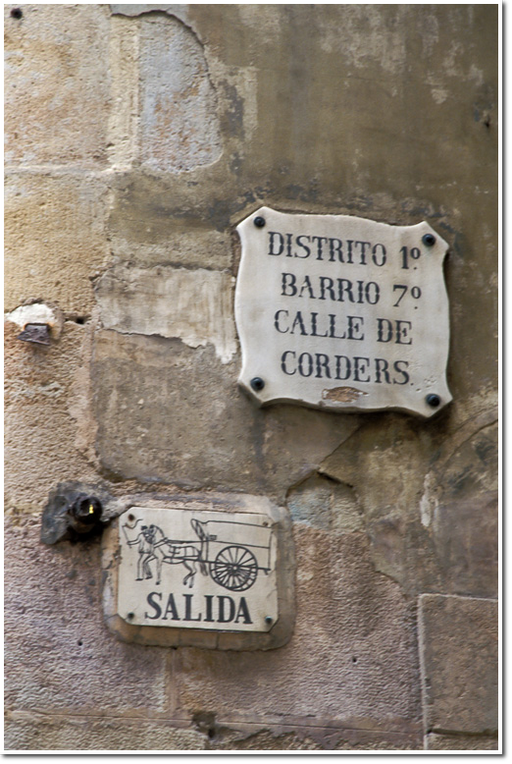 DISTRITO 1º
BARRIO 7º
CALLE DE
CORDERS.
SALIDA